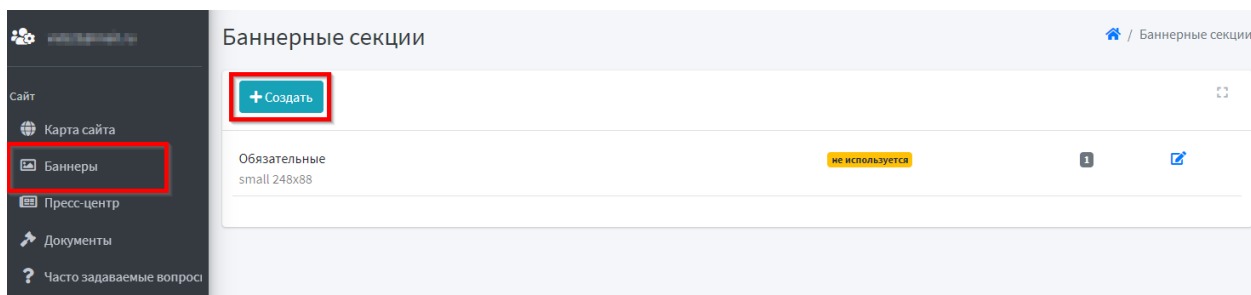 Баннерные секции
/ Баннерные секции
Сайт
Создать
Карта сайта
Баннеры
Обязательные
не используется
1
small 248x88
Пресс-центр
Документы
Часто задаваемые вопросы